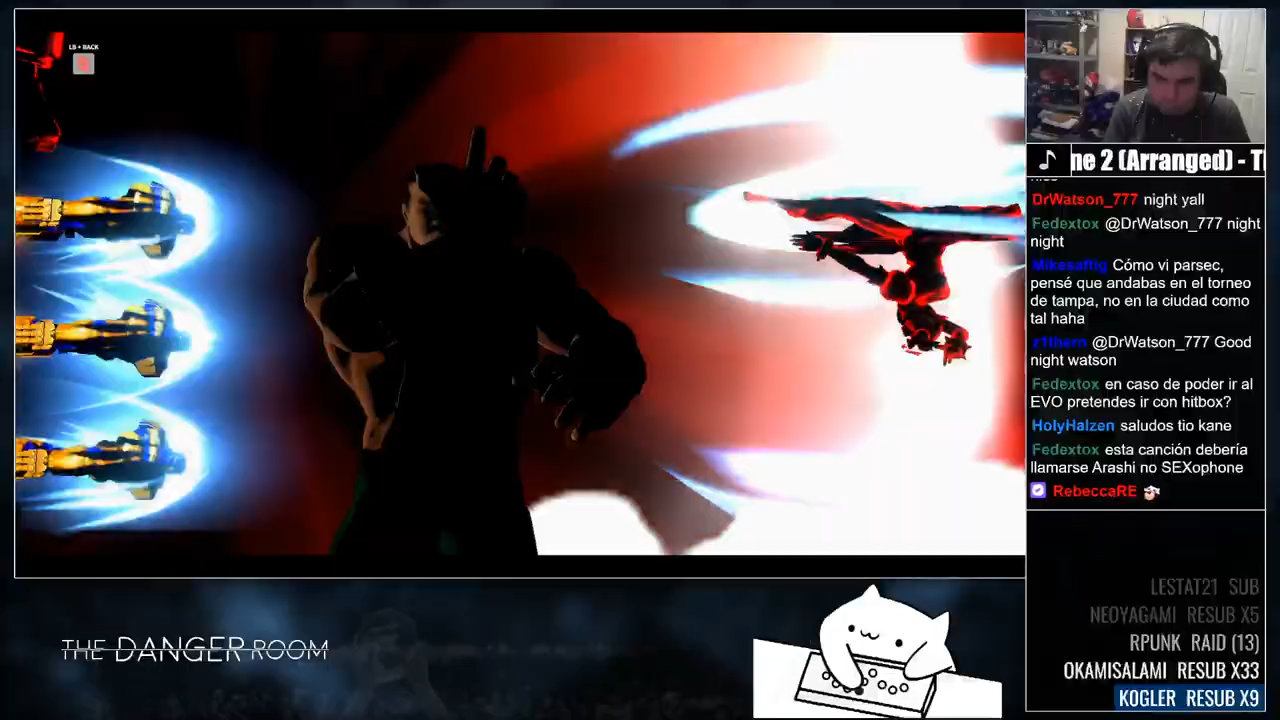 LB + BACK
ne 2 (Arranged) - T
DrWatson_777 night yall
Fedextox @DrWatson_777 night
night
Mikesaftig Cómo vi parsec,
pensé que andabas en el torneo
de tampa, no en la ciudad como
tal haha
z1thern @DrWatson_777 Good
night watson
Fedextox en caso de poder ir al
EVO pretendes ir con hitbox?
HolyHalzen saludos tio kane
Fedextox esta canción debería
llamarse Arashi no SEXophone
RebeccaRE
LESTAT21 SUB
NEOYAGAMI RESUB X5
RPUNK RAID (13)
OKAMISALAMI RESUB X33
KOGLER RESUB X9
THE DANGER ROOM